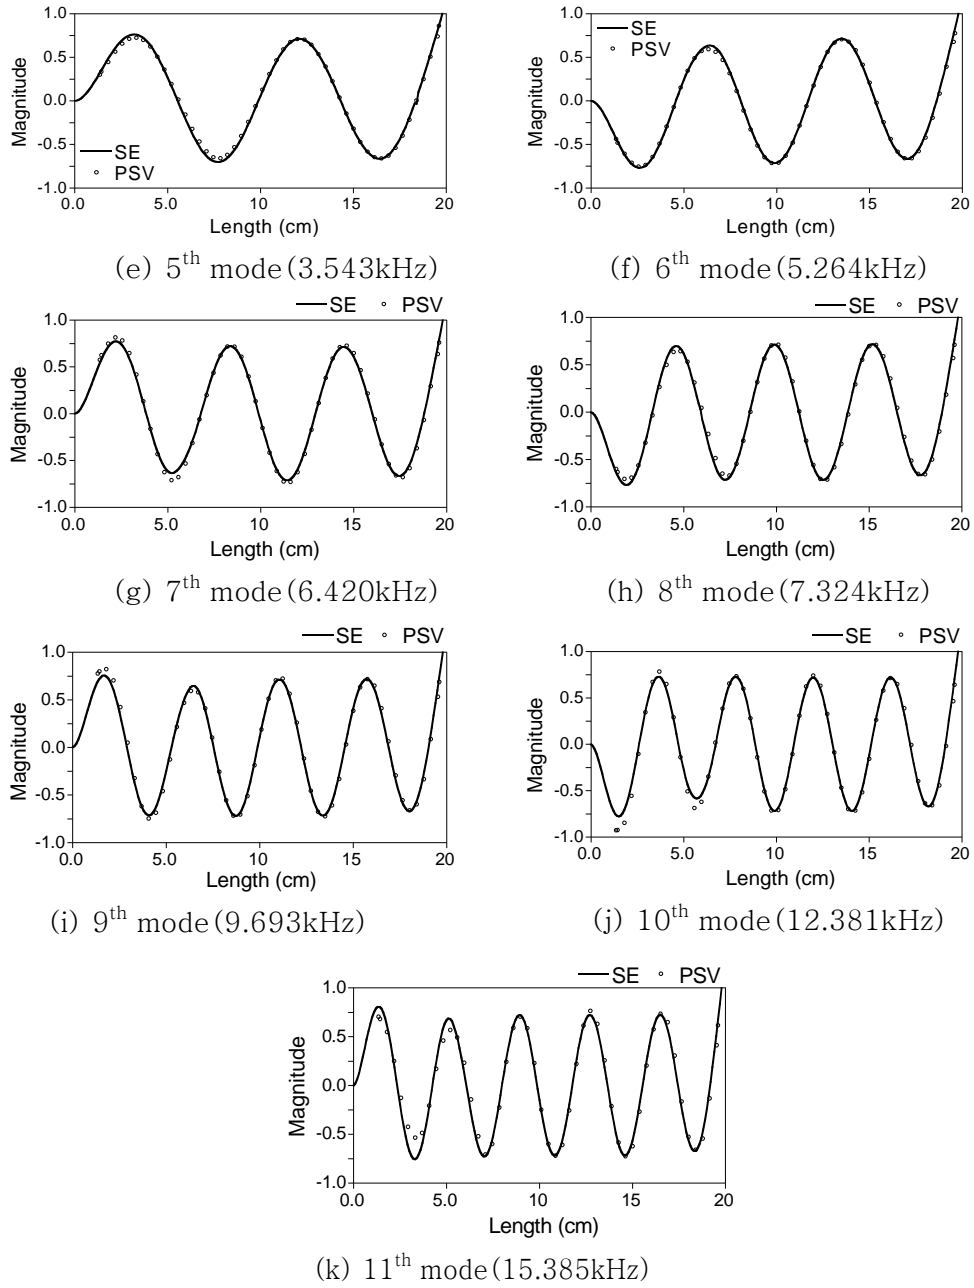 1.0
0.5
0.0
-0.5
-1.0
Magnitude
SE
PSV
0.0 5.0 10 15 20
Length (cm)
(e) 5th mode(3.543kHz)
1.0
0.5
0.0
-0.5
-1.0
Magnitude
SE
PSV
0.0 5.0 10 15 20
Length (cm)
(f) 6th mode(5.264kHz)
SE PSV
1.0
0.5
0.0
-0.5
-1.0
Magnitude
0.0 5.0 10 15 20
Length (cm)
(g) 7th mode(6.420kHz)
SE PSV
1.0
0.5
0.0
-0.5
-1.0
Magnitude
0.0 5.0 10 15 20
Length (cm)
(h) 8th mode(7.324kHz)
SE PSV
1.0
0.5
0.0
-0.5
-1.0
Magnitude
0.0 5.0 10 15 20
Length (cm)
(i) 9th mode(9.693kHz)
SE PSV
1.0
0.5
0.0
-0.5
-1.0
Magnitude
0.0 5.0 10 15 20
Length (cm)
(j) 10th mode(12.381kHz)
SE PSV
1.0
0.5
0.0
-0.5
-1.0
Magnitude
0.0 5.0 10 15 20
Length (cm)
(k) 11th mode(15.385kHz)